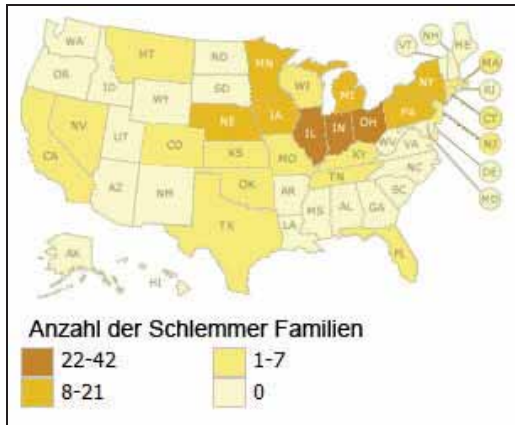 WA
MT
ND
MN
VT
NH
ME
OR
ID
SD
WI
MI
NY
MA
WY
IA
PA
RI
NE
NV
UT
IL
IN
OH
CT
CA
CO
KS
MO
KY
WV
VA
NJ
AZ
NM
OK
AR
TN
NC
DE
TX
LA
MS
AL
GA
SC
MD
AK
HI
FL
Anzahl der Schlemmer Familien
22-42 1-7
8-21 0